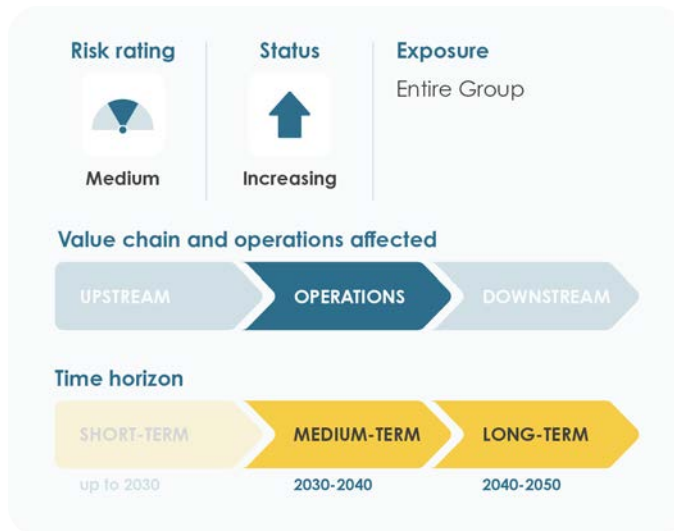 Risk rating
Status
Exposure
Entire Group
Medium
Increasing
Value chain and operations affected
UPSTREAM
OPERATIONS
DOWNSTREAM
Time horizon
SHORT-TERM
MEDIUM-TERM
LONG-TERM
up to 2030
2030-2040
2040-2050